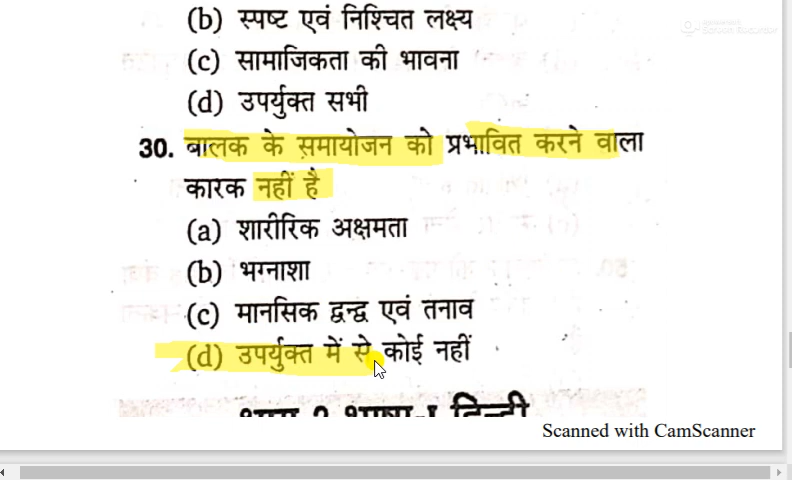 (b) स्पष्ट एवं निश्चित लक्ष्य
(c) सामाजिकता की भावना
(d) उपर्युक्त सभी
30. बालक के समायोजन को प्रभावित करने वाला
कारक नहीं है
(a) शारीरिक अक्षमता
(b) भग्नाशा
(c) मानसिक द्वन्द्व एवं तनाव
(d) उपर्युक्त में से कोई नहीं
Scanned with CamScanner